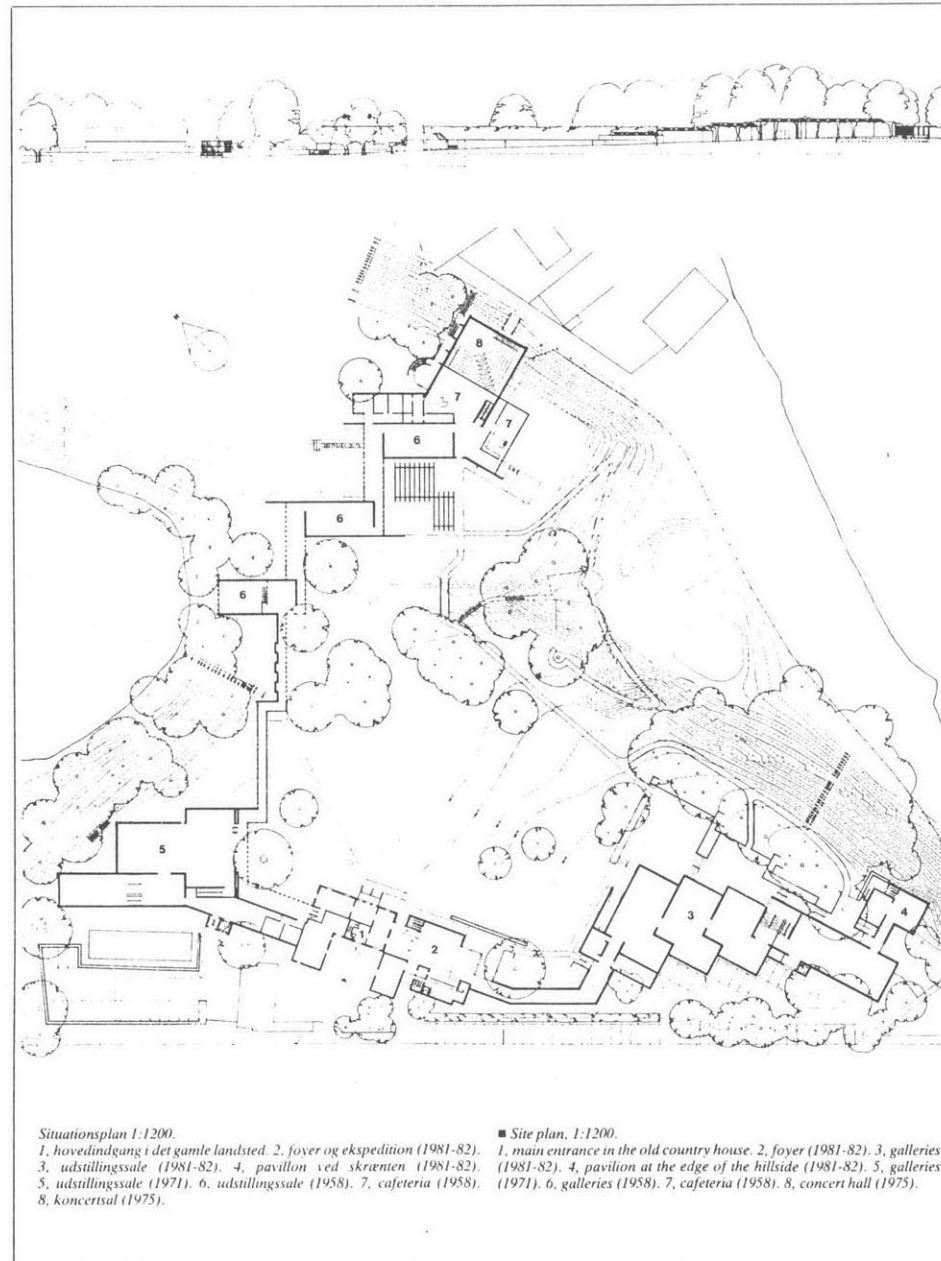 8
7
7
6
6
6
5
1
2
3
4
Situationsplan 1:1200.
1, hovedindgang i det gamle landsted. 2, foyer og ekspedition (1981-82).
3, udstillingssale (1981-82). 4, pavillon ved skrænten (1981-82).
5, udstillingssale (1971). 6, udstillingssale (1958). 7, cafeteria (1958).
8, koncertsal (1975).
■ Site plan, 1:1200.
1, main entrance in the old country house. 2, foyer (1981-82). 3, galleries
(1981-82). 4, pavilion at the edge of the hillside (1981-82). 5, galleries
(1971). 6, galleries (1958). 7, cafeteria (1958). 8, concert hall (1975).